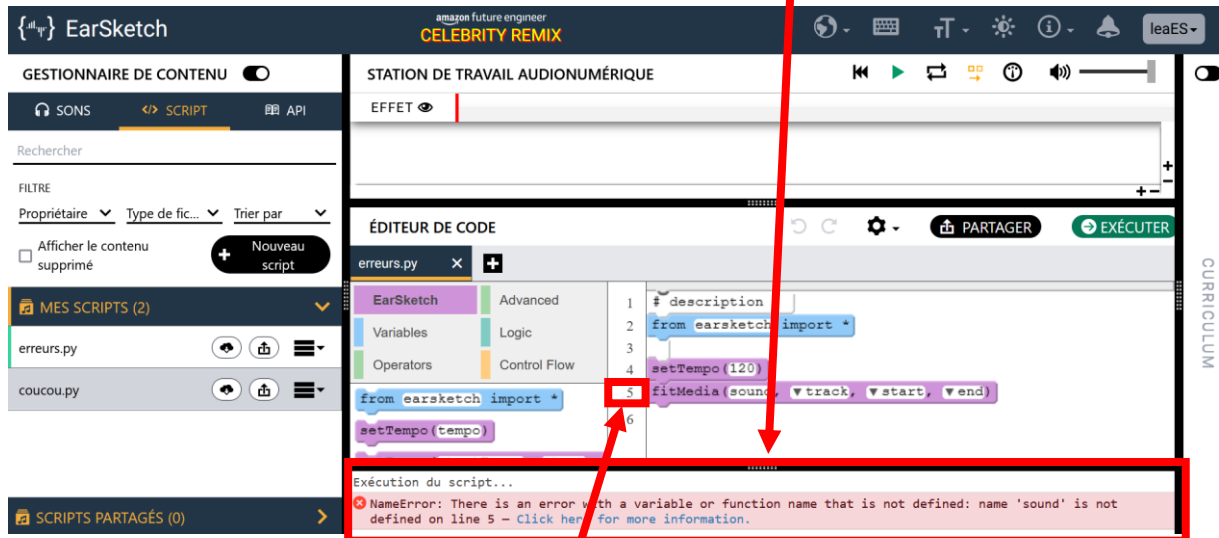 EarSketch
amazon future engineer
CELEBRITY REMIX
leaES
GESTIONNAIRE DE CONTENU
SONS
</> SCRIPT
API
Rechercher
FILTRE
Propriétaire
Type de fic...
Trier par
Afficher le contenu
supprimé
+ Nouveau
script
MES SCRIPTS (2)
erreurs.py
coucou.py
SCRIPTS PARTAGÉS (0)
STATION DE TRAVAIL AUDIONUMÉRIQUE
EFFET
ÉDITEUR DE CODE
PARTAGER
EXÉCUTER
erreurs.py
EarSketch
Advanced
Variables
Logic
Operators
Control Flow
from earsketch import *
setTempo(tempo)
1 # description
2 from earsketch import *
3
4 setTempo(120)
5 fitMedia(sound, ▼track, ▼start, ▼end)
6
Exécution du script...
NameError: There is an error with a variable or function name that is not defined: name 'sound' is not
defined on line 5 — Click here for more information.
CURRICULUM